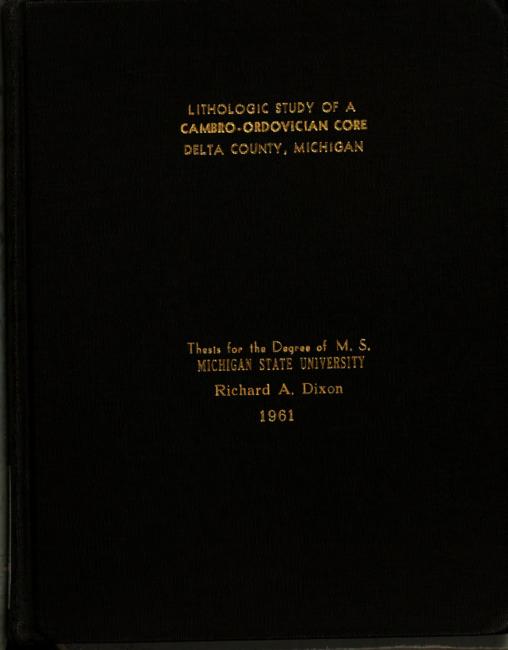 LITHOLOGIC STUDY OF A
CAMBRO-ORDOVICIAN CORE
DELTA COUNTY, MICHIGAN
Thesis for the Degree of M. S.
MICHIGAN STATE UNIVERSITY
Richard A. Dixon
1961